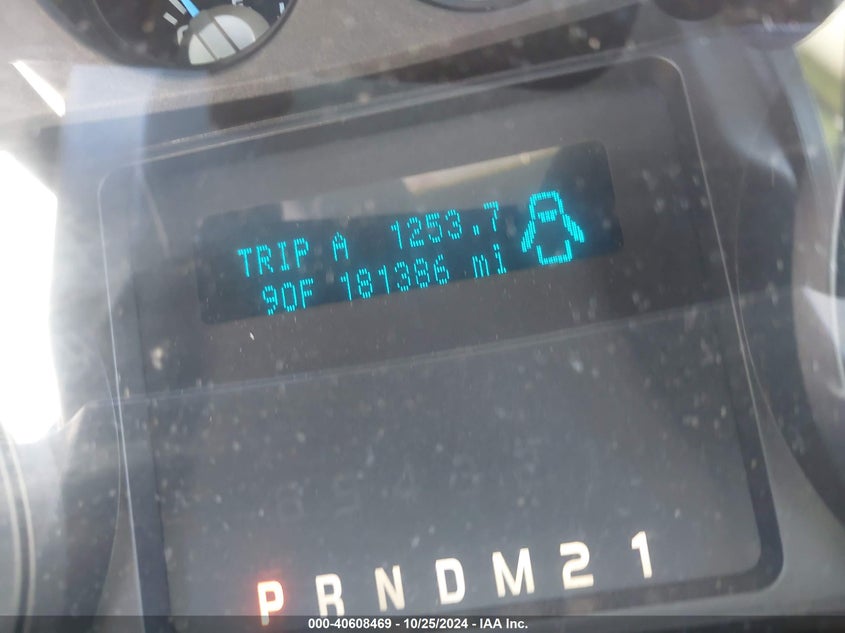 TRIP A 1253.7
90F 181386 mi
P R N D M 2 1
000-40608469 - 10/25/2024 - IAA Inc.